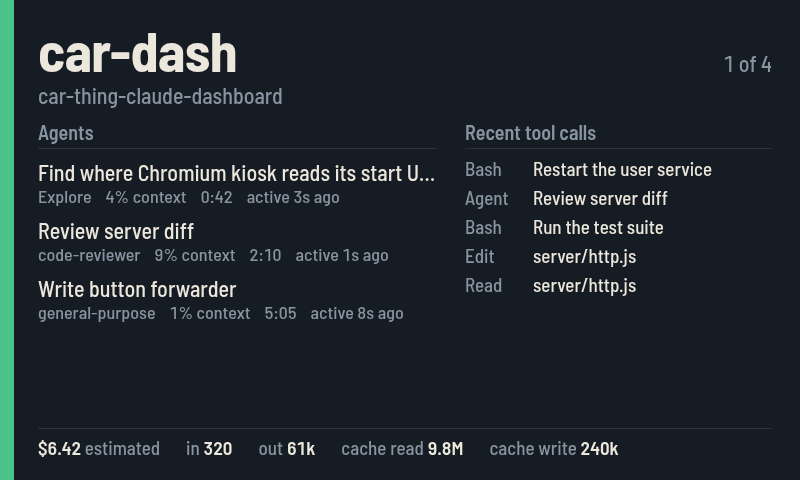 car-dash
1 of 4
car-thing-claude-dashboard
Agents
Find where Chromium kiosk reads its start U...
Explore 4% context 0:42 active 3s ago
Review server diff
code-reviewer 9% context 2:10 active 1s ago
Write button forwarder
general-purpose 1% context 5:05 active 8s ago
Recent tool calls
Bash Restart the user service
Agent Review server diff
Bash Run the test suite
Edit server/http.js
Read server/http.js
$6.42 estimated in 320 out 61k cache read 9.8M cache write 240k